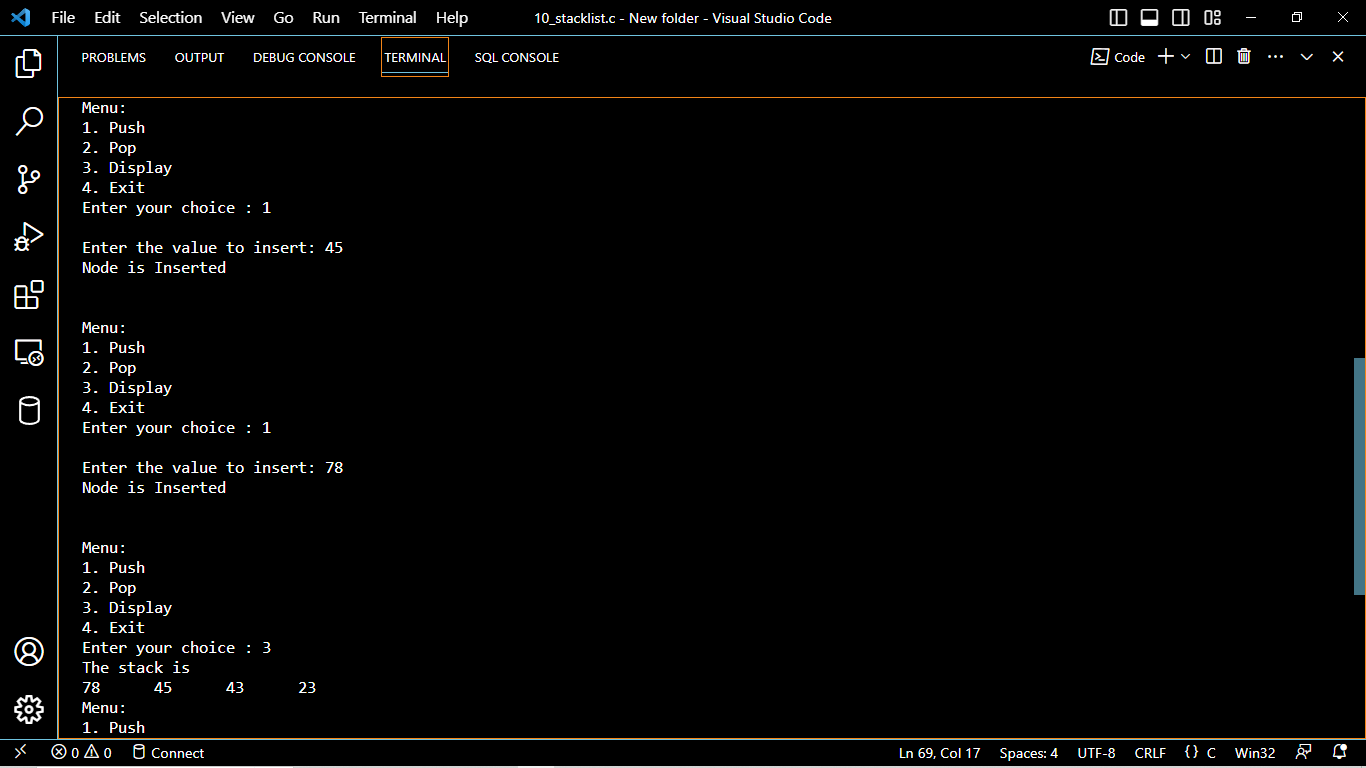 File Edit Selection View Go Run Terminal Help 10_stacklist.c - New folder - Visual Studio Code
PROBLEMS OUTPUT DEBUG CONSOLE TERMINAL SQL CONSOLE Code
Menu:
1. Push
2. Pop
3. Display
4. Exit
Enter your choice : 1
Enter the value to insert: 45
Node is Inserted
Menu:
1. Push
2. Pop
3. Display
4. Exit
Enter your choice : 1
Enter the value to insert: 78
Node is Inserted
Menu:
1. Push
2. Pop
3. Display
4. Exit
Enter your choice : 3
The stack is
78 45 43 23
Menu:
1. Push
0 0 Connect Ln 69, Col 17 Spaces: 4 UTF-8 CRLF {} C Win32